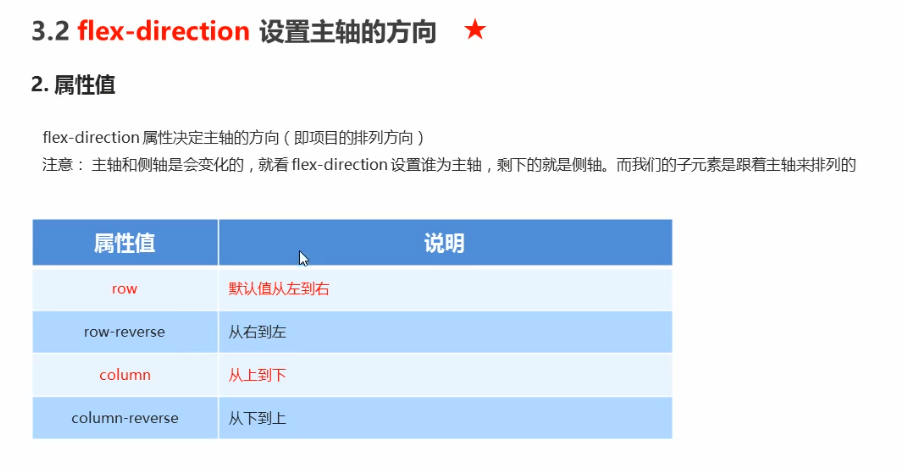 3.2 flex-direction 设置主轴的方向 ★
2. 属性值
flex-direction 属性决定主轴的方向（即项目的排列方向）
注意： 主轴和侧轴是会变化的，就看 flex-direction 设置谁为主轴，剩下的就是侧轴。而我们的子元素是跟着主轴来排列的
属性值 说明
row 默认值从左到右
row-reverse 从右到左
column 从上到下
column-reverse 从下到上